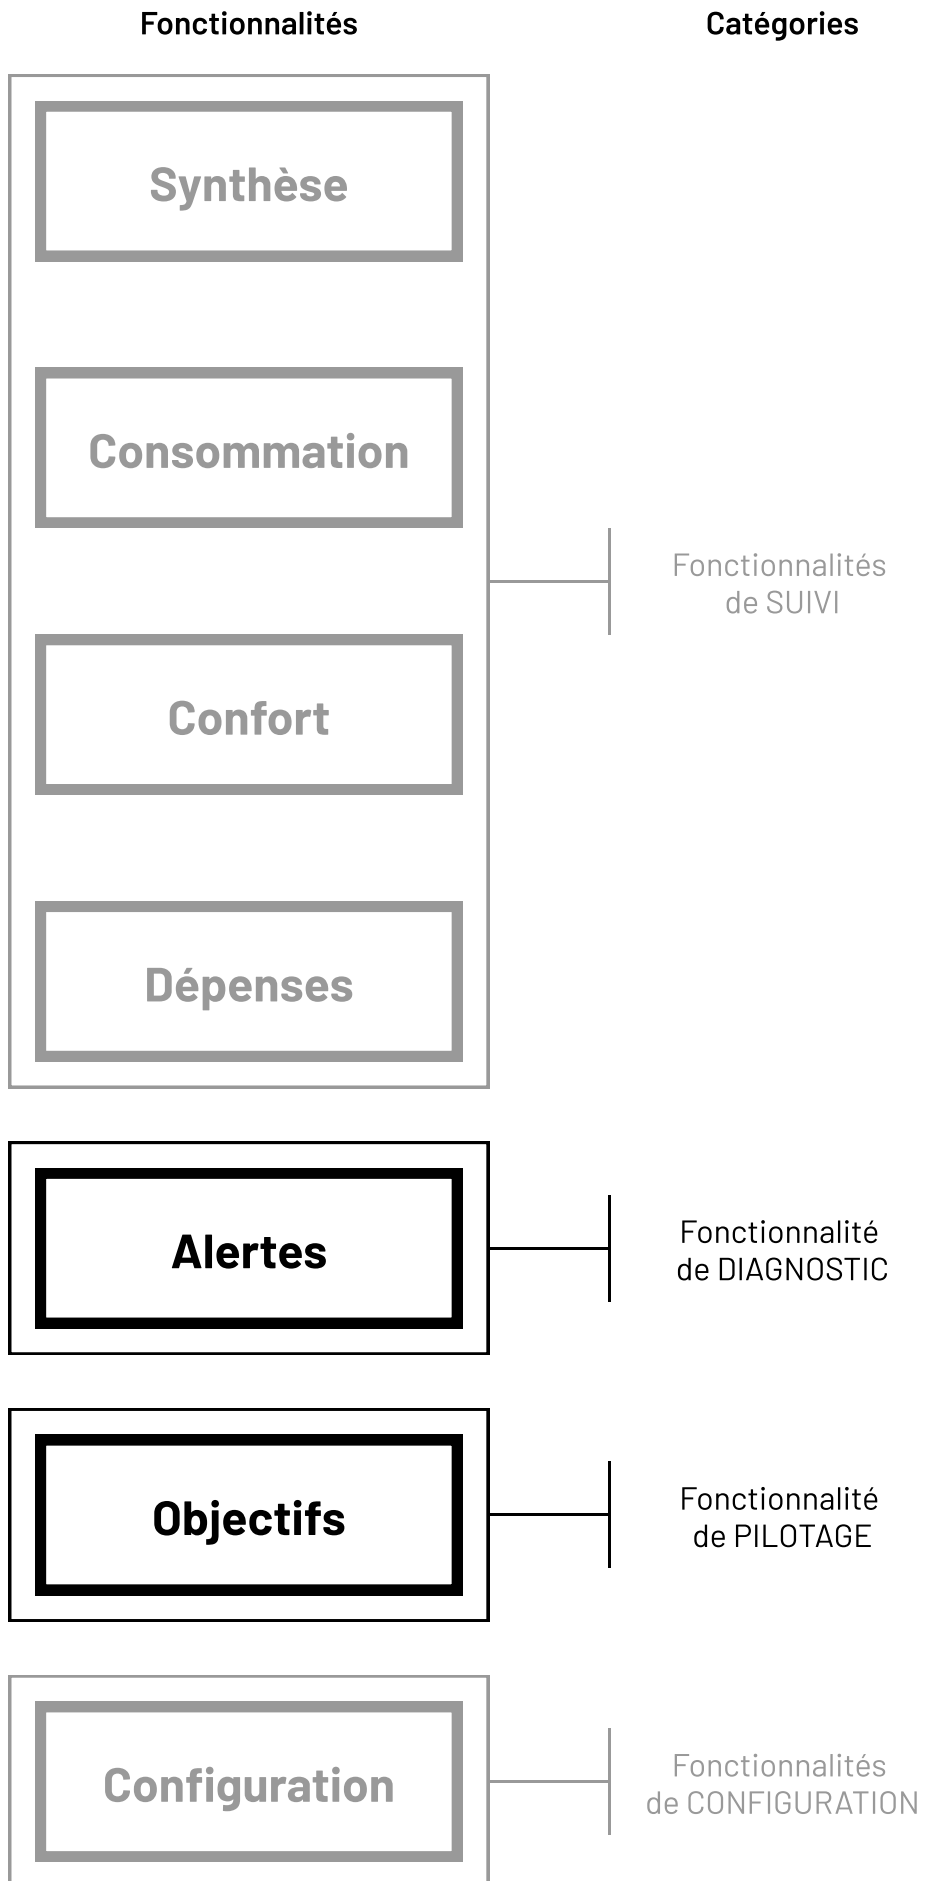 Fonctionnalités
Catégories
Synthèse
Consommation
Fonctionnalités
de SUIVI
Confort
Dépenses
Alertes
Fonctionnalité
de DIAGNOSTIC
Objectifs
Fonctionnalité
de PILOTAGE
Configuration
Fonctionnalités
de CONFIGURATION